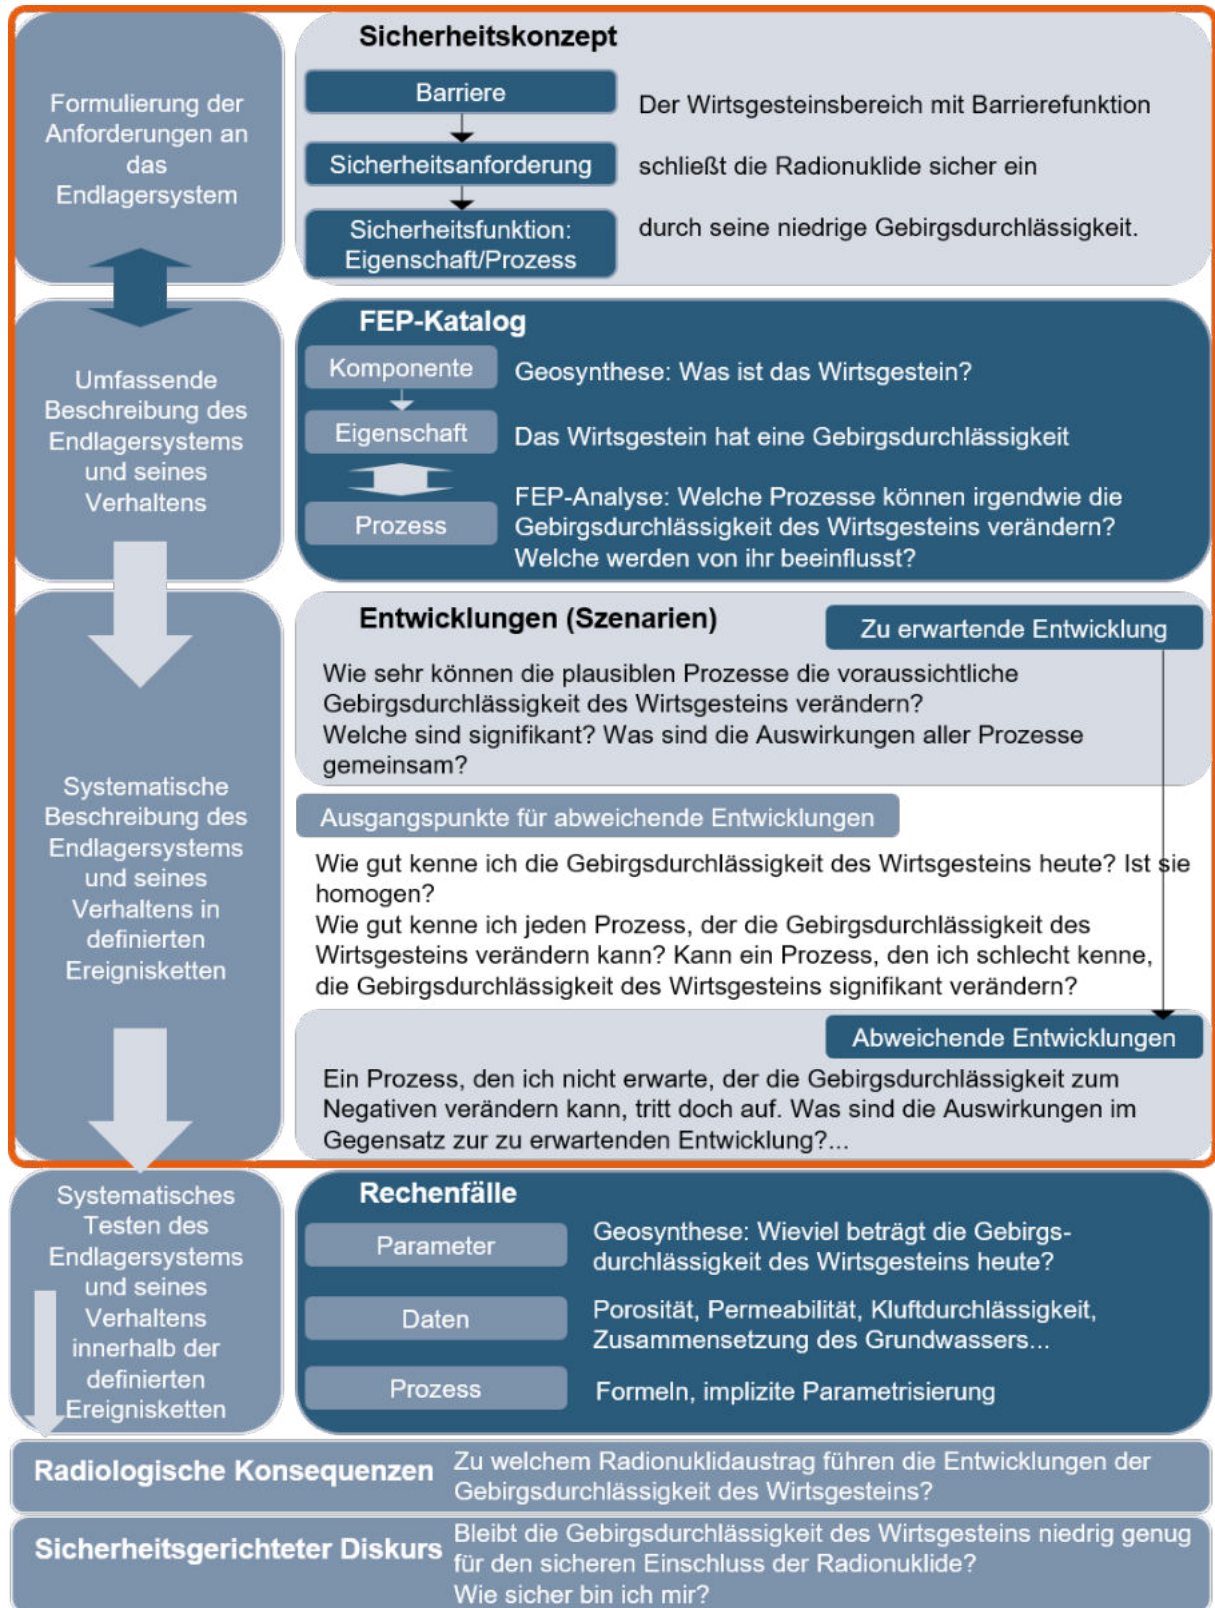 Formulierung der
Anforderungen an
das
Endlagersystem
Sicherheitskonzept
Barriere
Der Wirtsgesteinsbereich mit Barrierefunktion
Sicherheitsanforderung
schließt die Radionuklide sicher ein
Sicherheitsfunktion:
Eigenschaft/Prozess
durch seine niedrige Gebirgsdurchlässigkeit.
Umfassende
Beschreibung des
Endlagersystems
und seines
Verhaltens
FEP-Katalog
Komponente
Geosynthese: Was ist das Wirtsgestein?
Eigenschaft
Das Wirtsgestein hat eine Gebirgsdurchlässigkeit
Prozess
FEP-Analyse: Welche Prozesse können irgendwie die
Gebirgsdurchlässigkeit des Wirtsgesteins verändern?
Welche werden von ihr beeinflusst?
Systematische
Beschreibung des
Endlagersystems
und seines
Verhaltens in
definierten
Ereignisketten
Entwicklungen (Szenarien)
Zu erwartende Entwicklung
Wie sehr können die plausiblen Prozesse die voraussichtliche
Gebirgsdurchlässigkeit des Wirtsgesteins verändern?
Welche sind signifikant? Was sind die Auswirkungen aller Prozesse
gemeinsam?
Ausgangspunkte für abweichende Entwicklungen
Wie gut kenne ich die Gebirgsdurchlässigkeit des Wirtsgesteins heute? Ist sie
homogen?
Wie gut kenne ich jeden Prozess, der die Gebirgsdurchlässigkeit des
Wirtsgesteins verändern kann? Kann ein Prozess, den ich schlecht kenne,
die Gebirgsdurchlässigkeit des Wirtsgesteins signifikant verändern?
Abweichende Entwicklungen
Ein Prozess, den ich nicht erwarte, der die Gebirgsdurchlässigkeit zum
Negativen verändern kann, tritt doch auf. Was sind die Auswirkungen im
Gegensatz zur zu erwartenden Entwicklung?...
Systematisches
Testen des
Endlagersystems
und seines
Verhaltens
innerhalb der
definierten
Ereignisketten
Rechenfälle
Parameter
Geosynthese: Wieviel beträgt die Gebirgs-
durchlässigkeit des Wirtsgesteins heute?
Daten
Porosität, Permeabilität, Kluftdurchlässigkeit,
Zusammensetzung des Grundwassers...
Prozess
Formeln, implizite Parametrisierung
Radiologische Konsequenzen
Zu welchem Radionuklidaustrag führen die Entwicklungen der
Gebirgsdurchlässigkeit des Wirtsgesteins?
Sicherheitsgerichteter Diskurs
Bleibt die Gebirgsdurchlässigkeit des Wirtsgesteins niedrig genug
für den sicheren Einschluss der Radionuklide?
Wie sicher bin ich mir?